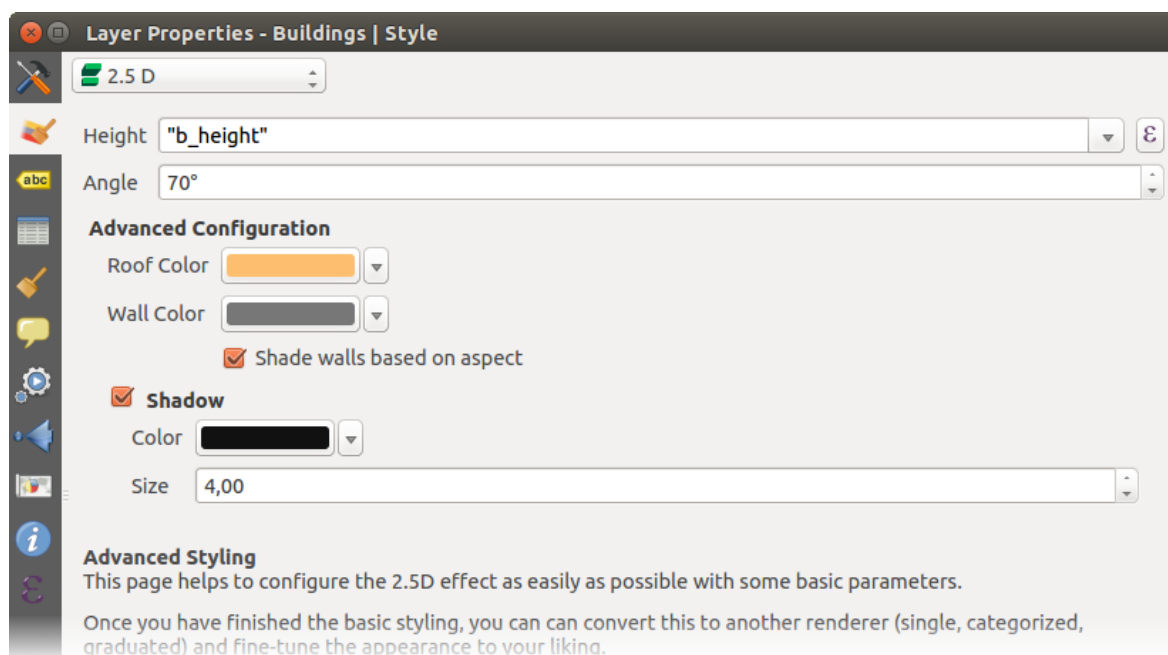 Layer Properties - Buildings | Style
2.5 D
Height "b_height" ε
Angle 70°
abc
Advanced Configuration
Roof Color
Wall Color
Shade walls based on aspect
Shadow
Color
Size 4,00
i
Advanced Styling
This page helps to configure the 2.5D effect as easily as possible with some basic parameters.
ε
Once you have finished the basic styling, you can can convert this to another renderer (single, categorized,
graduated) and fine-tune the appearance to your liking.